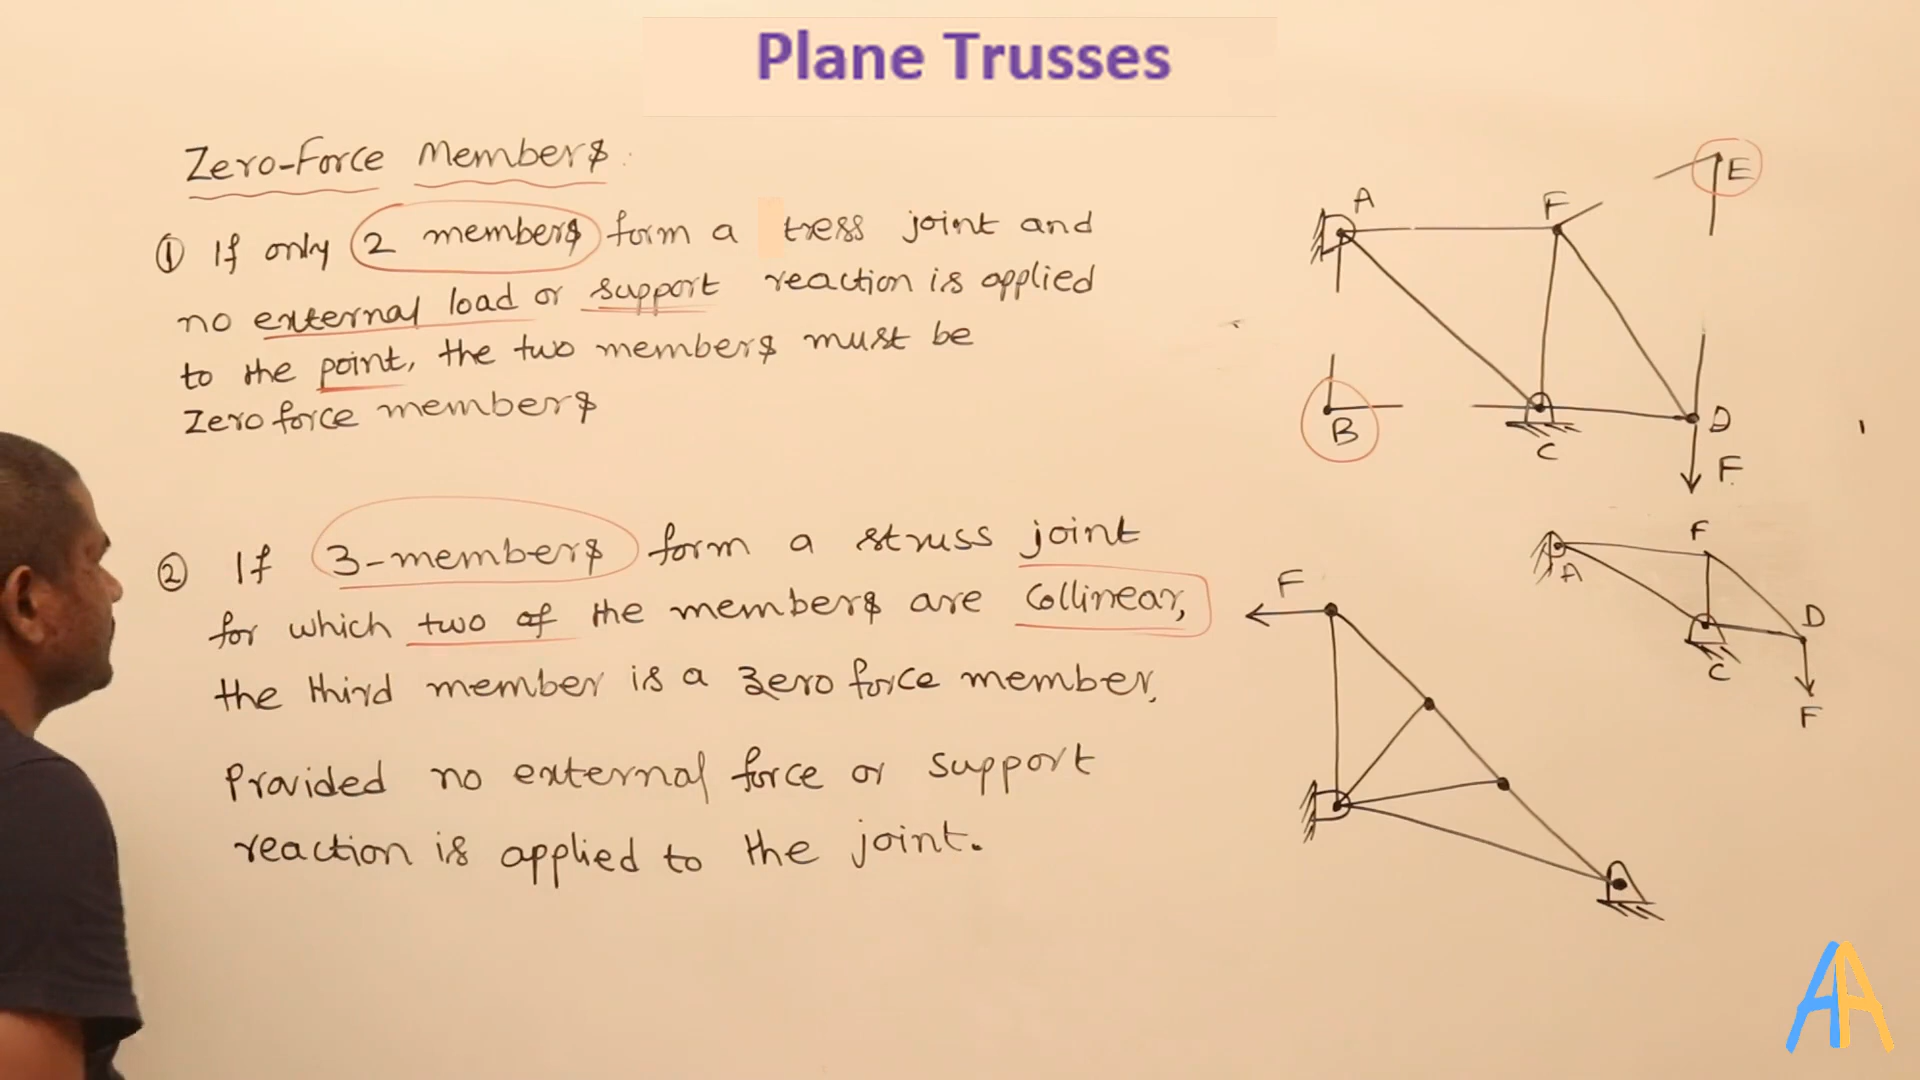 Plane Trusses
Zero-Force Members
① If only 2 members form a tress joint and
no external load or support reaction is applied
to the point, the two members must be
Zero force members
② If 3-members form a struss joint
for which two of the members are Collinear,
the third member is a Zero force member.
Provided no external force or support
reaction is applied to the joint.
A
F
E
B
C
D
F
A
F
C
D
F
F
AA